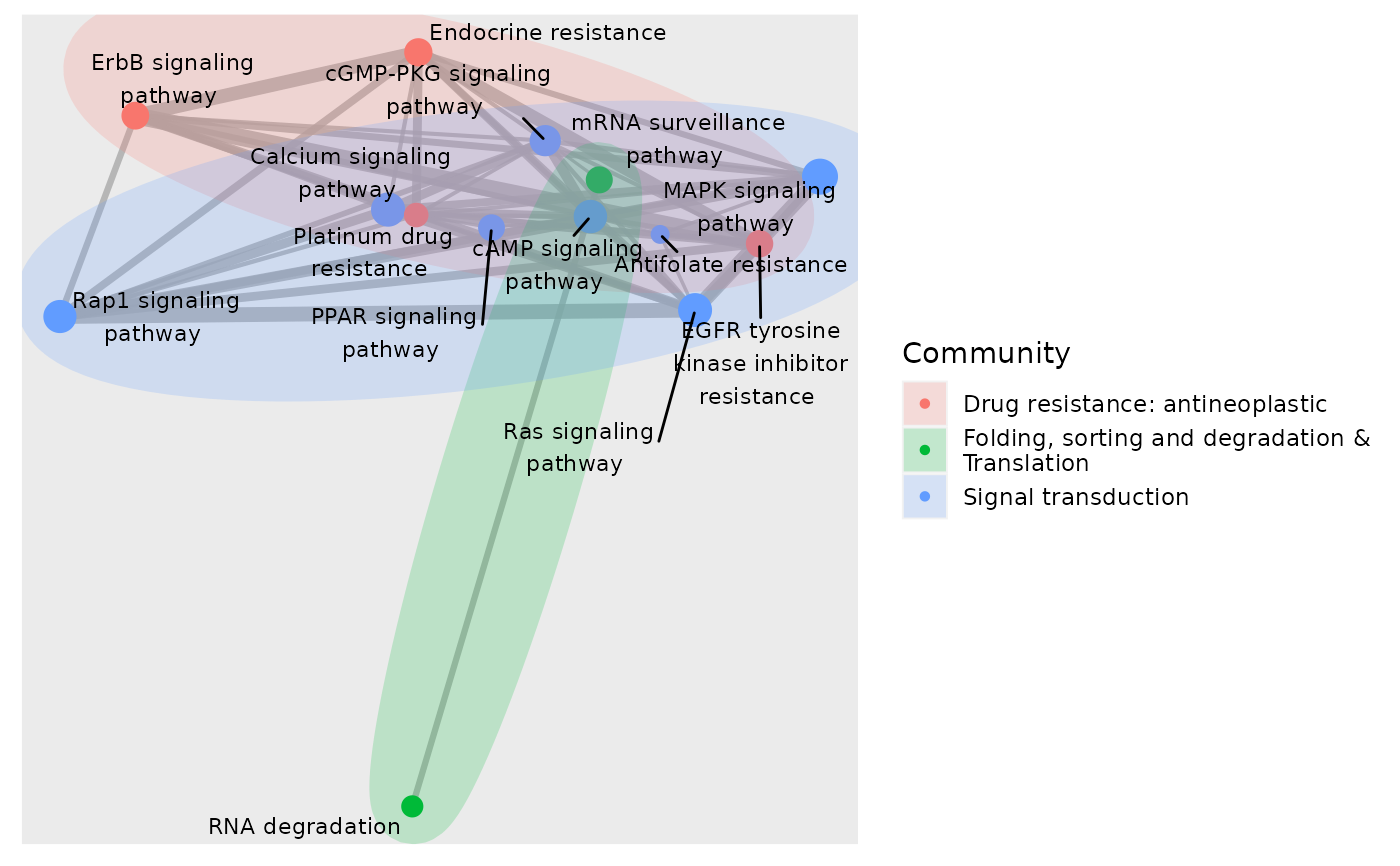 Endocrine resistance
ErbB signaling
pathway
cGMP-PKG signaling
pathway
mRNA surveillance
pathway
Calcium signaling
pathway
MAPK signaling
pathway
Platinum drug
resistance
cAMP signaling
pathway
Antifolate resistance
Rap1 signaling
pathway
PPAR signaling
pathway
EGFR tyrosine
kinase inhibitor
resistance
Ras signaling
pathway
RNA degradation
Community
Drug resistance: antineoplastic
Folding, sorting and degradation &
Translation
Signal transduction